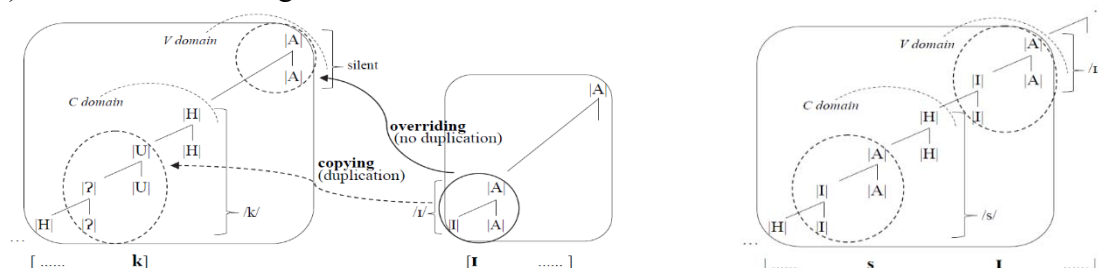 V domain
|A|
|A|
silent
C domain
|H|
|H|
|U|
|U|
|ʔ|
|ʔ|
|H|
/k/
...
[ ...... k]
overriding
(no duplication)
copying
(duplication)
|A|
|A|
|I|
|A|
/ɪ/
[ɪ ...... ]
V domain
|A|
|A|
|I|
|I|
C domain
|H|
|H|
|A|
|A|
|I|
|I|
|H|
/s/
...
s ɪ